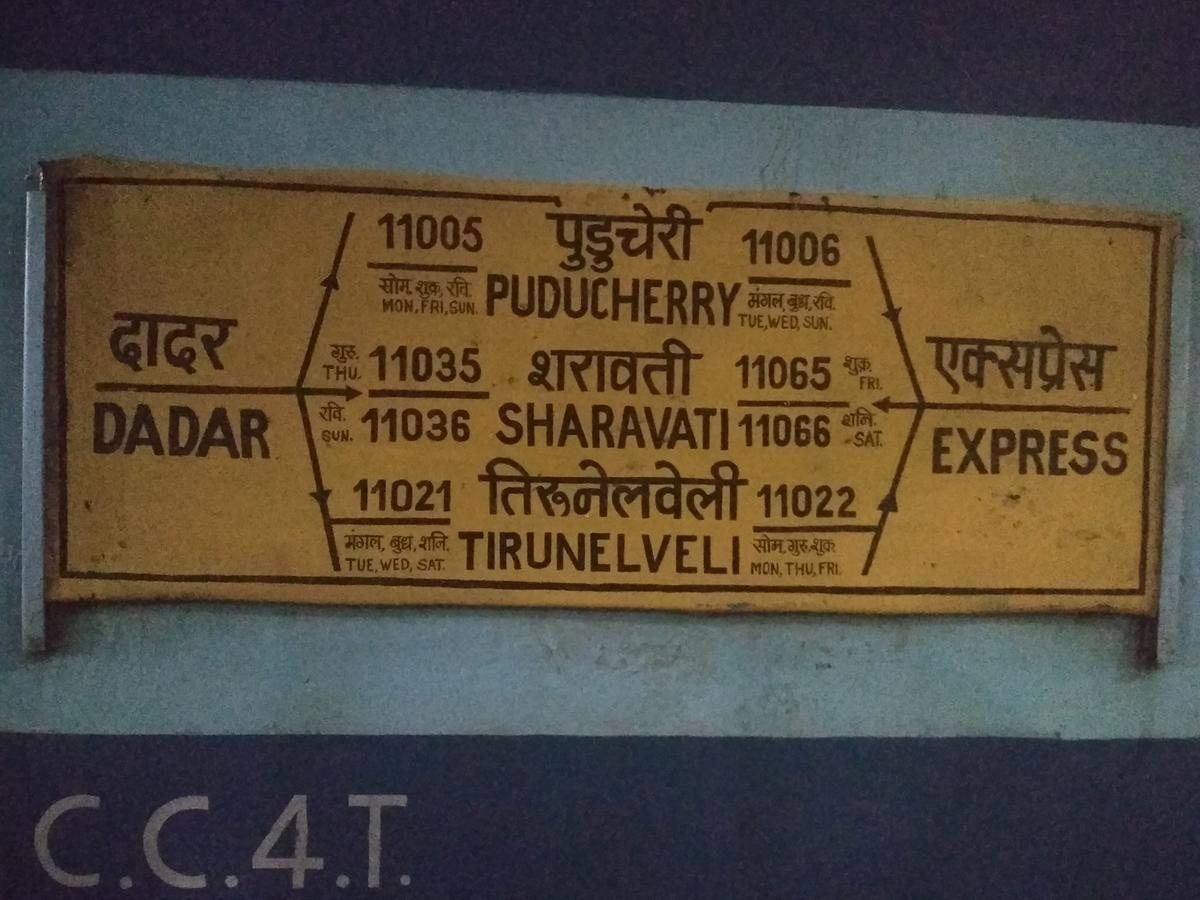 दादर
DADAR
11005
सोम, शुक्र, रवि.
MON, FRI, SUN.
पुडुचेरी
PUDUCHERRY
11006
मंगल, बुध, रवि.
TUE, WED, SUN.
गुरु.
THU.
11035
रवि.
SUN.
11036
शरावती
SHARAVATI
11065
शुक्र.
FRI.
11066
शनि.
SAT.
11021
मंगल, बुध, शनि.
TUE, WED, SAT.
तिरूनेलवेली
TIRUNELVELI
11022
सोम, गुरु, शुक्र
MON, THU, FRI.
एक्सप्रेस
EXPRESS
C.C.4.T.